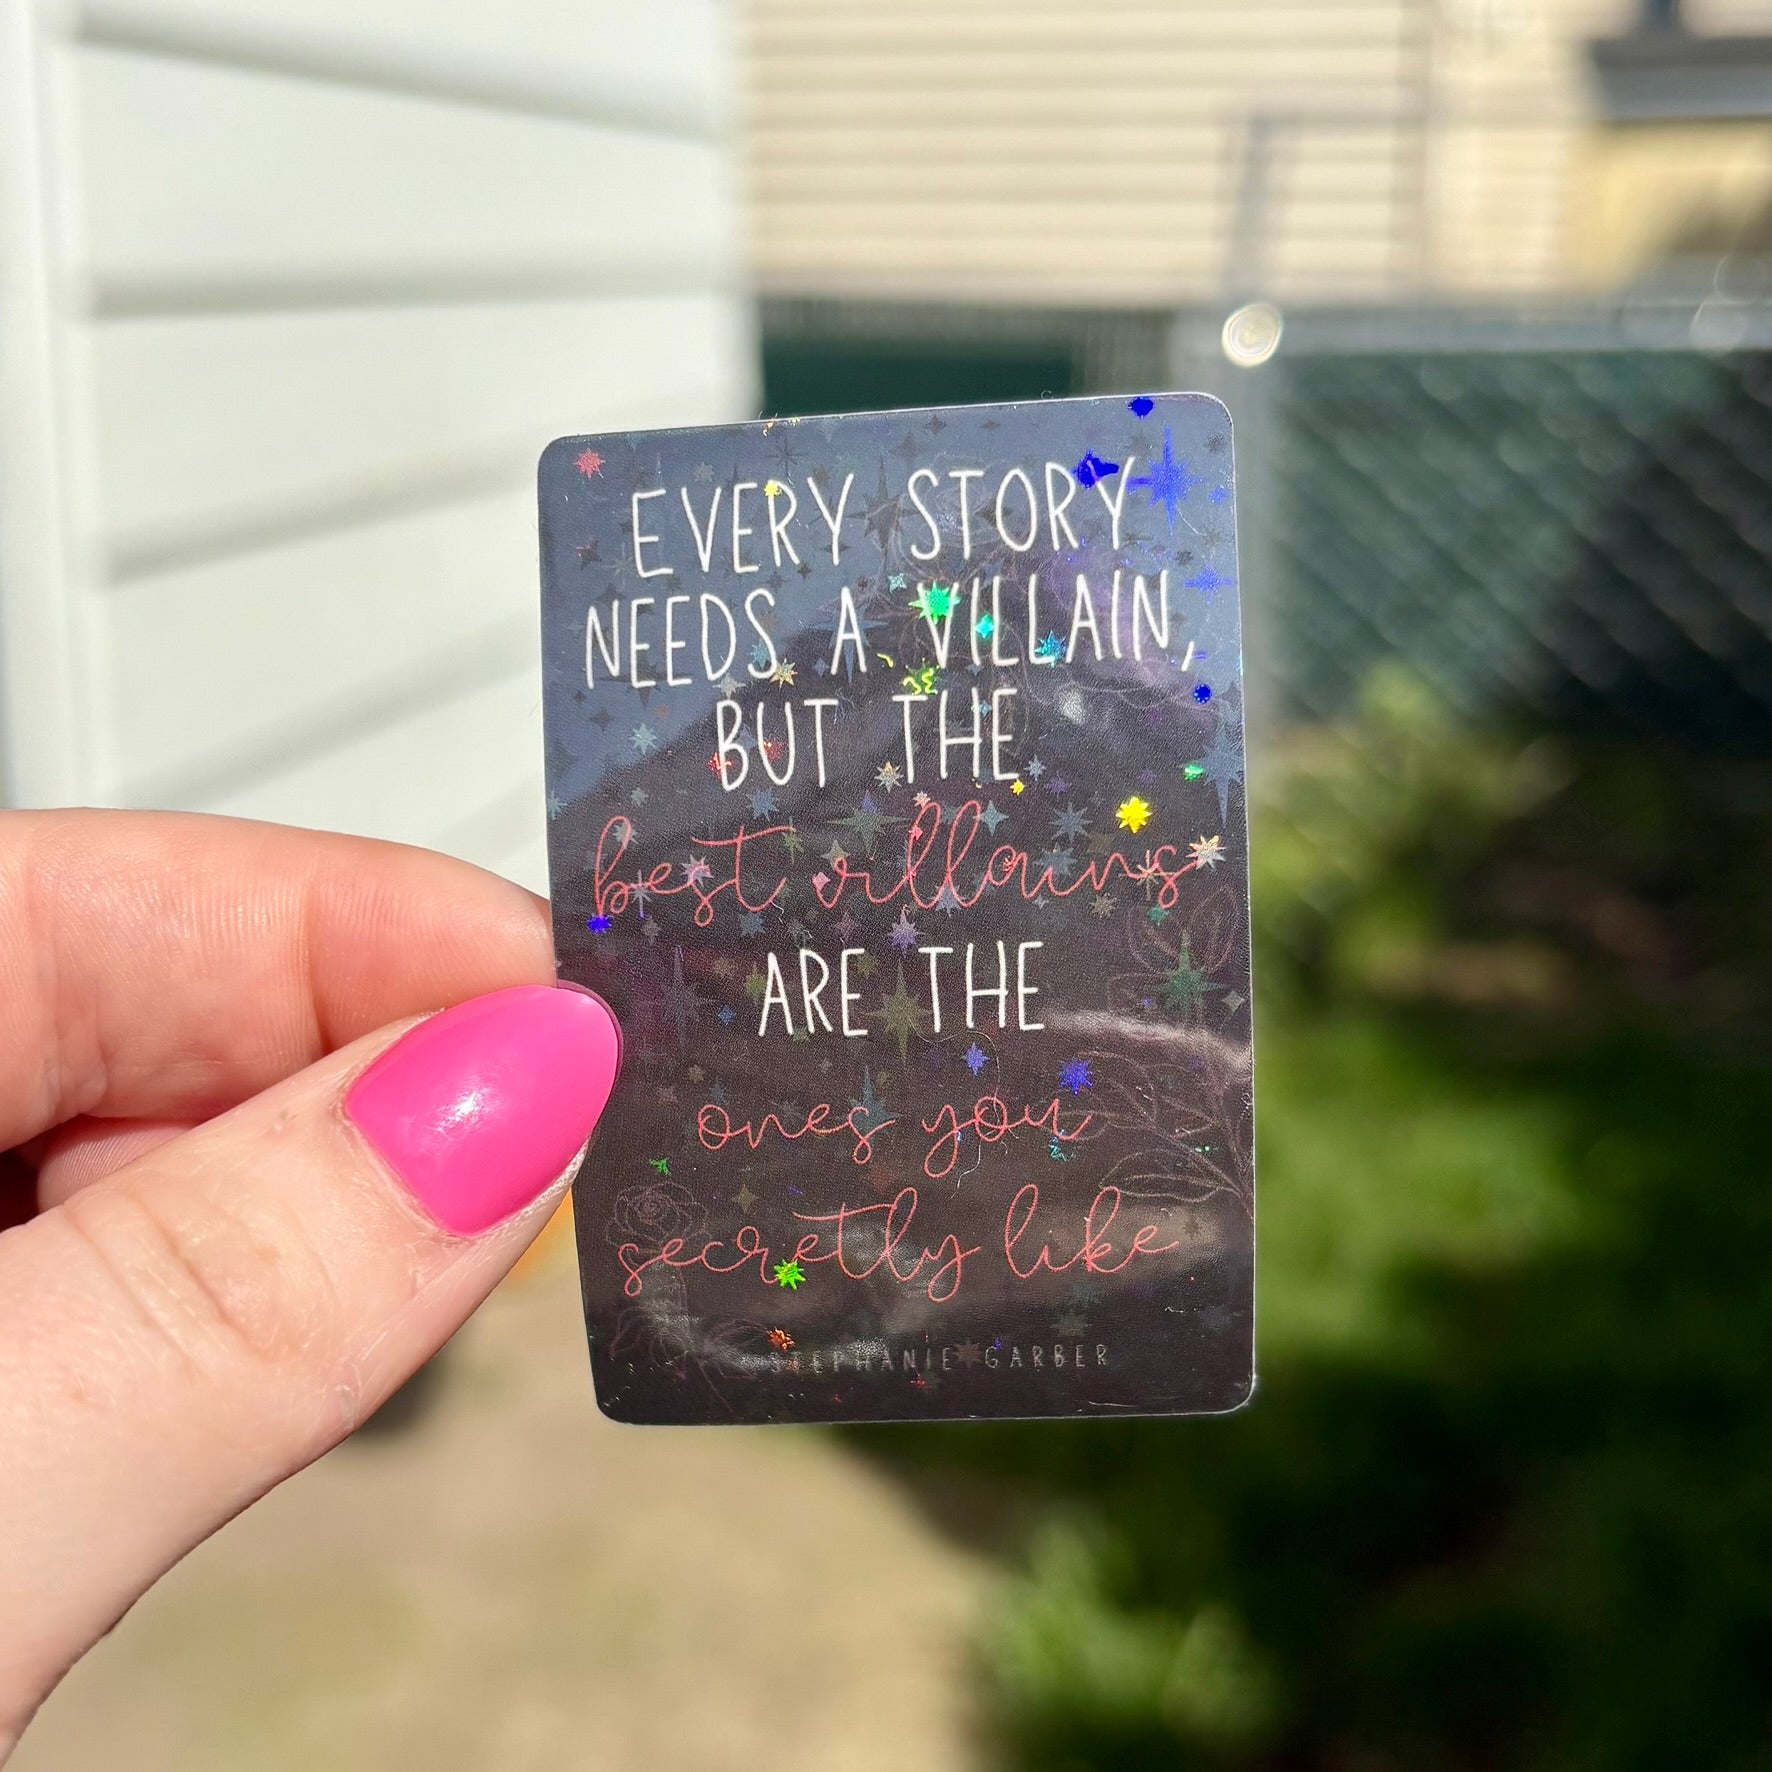 EVERY STORY
NEEDS A VILLAIN,
BUT THE
best villains
ARE THE
ones you
secretly like
STEPHANIE GARBER